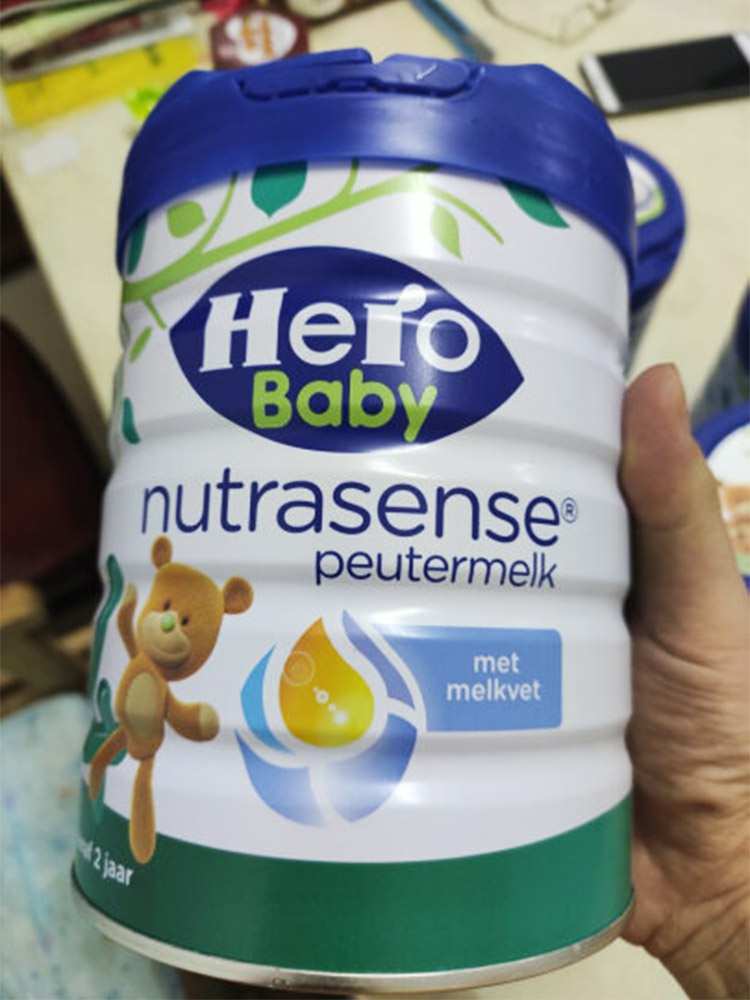 Hero
Baby
nutrasense®
peutermelk
met
melkvet
2 jaar